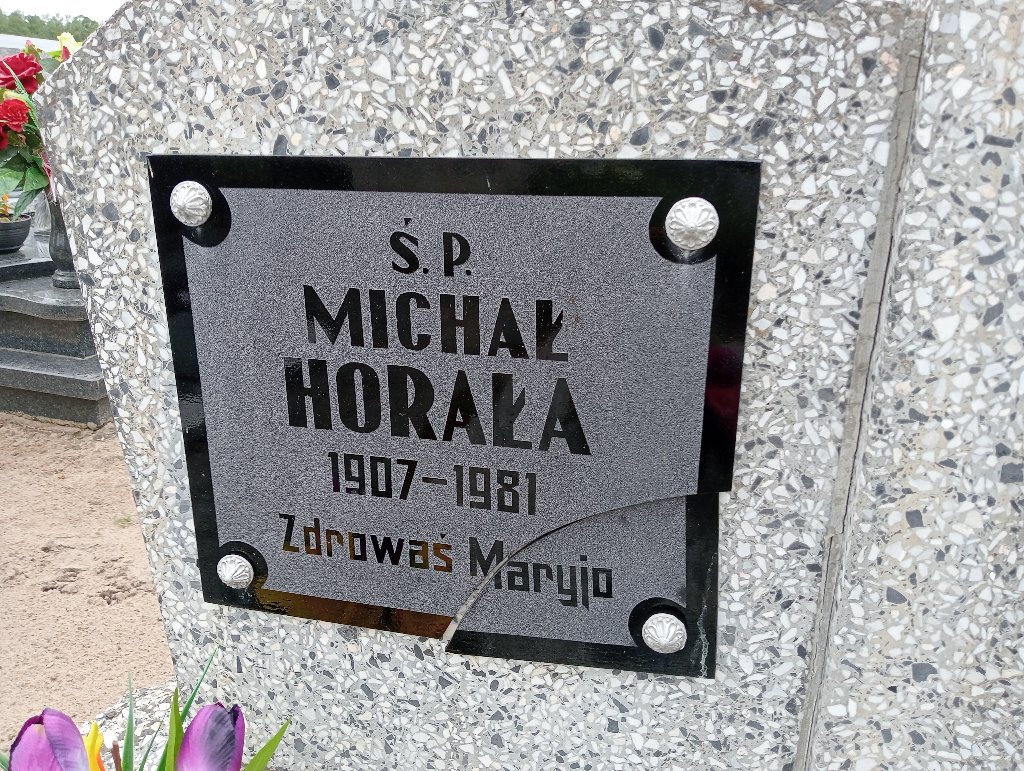 Ś. P.
MICHAŁ
HORAŁA
1907-1981
Zdrowaś Maryjo